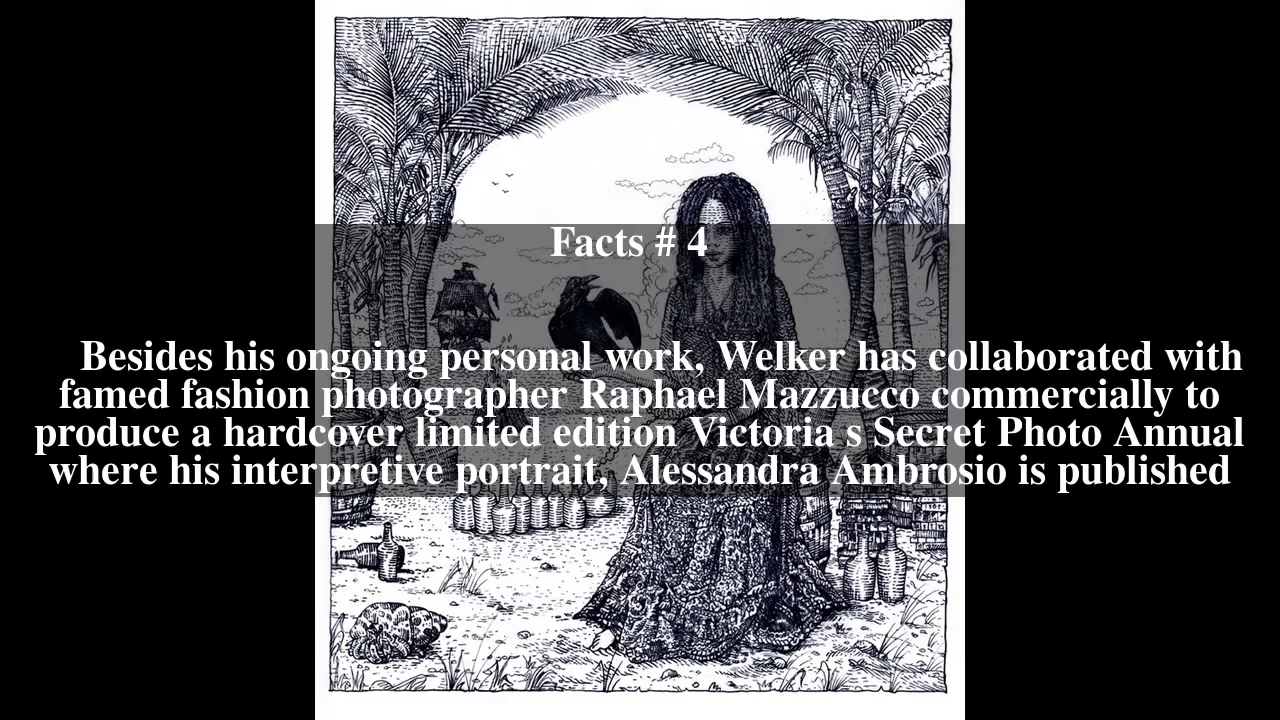 Facts # 4
Besides his ongoing personal work, Welker has collaborated with
famed fashion photographer Raphael Mazzucco commercially to
produce a hardcover limited edition Victoria s Secret Photo Annual
where his interpretive portrait, Alessandra Ambrosio is published